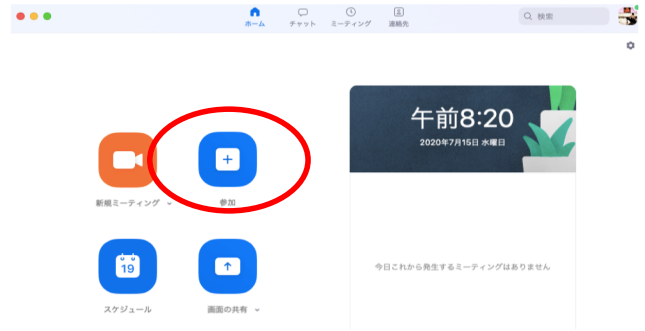 ホーム
チャット
ミーティング
連絡先
検索
午前8:20
2020年7月15日 水曜日
新規ミーティング
参加
19
スケジュール
画面の共有
今日これから発生するミーティングはありません